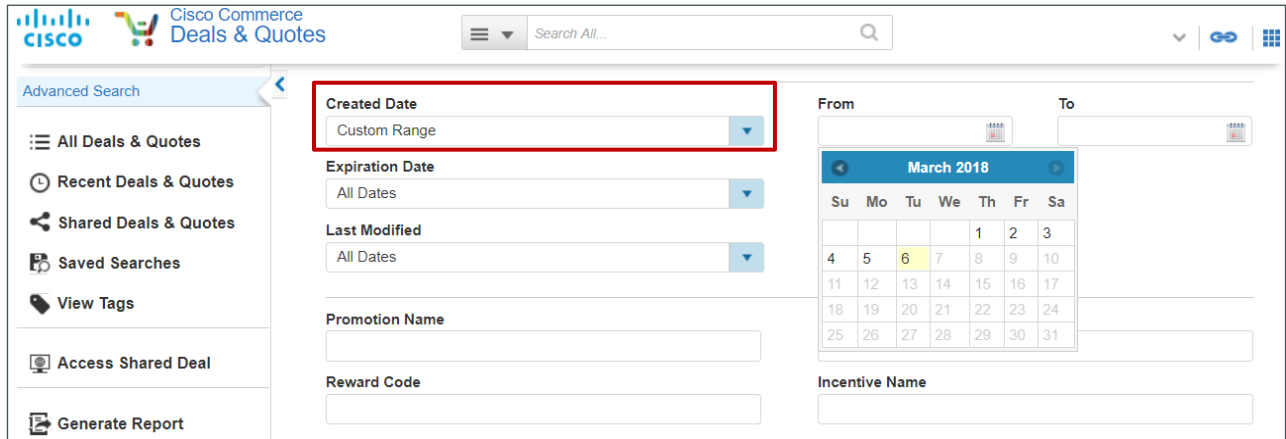 CISCO
Cisco Commerce
Deals & Quotes
Search All...
Advanced Search
All Deals & Quotes
Recent Deals & Quotes
Shared Deals & Quotes
Saved Searches
View Tags
Access Shared Deal
Generate Report
Created Date
Custom Range
From
To
Expiration Date
All Dates
Last Modified
All Dates
March 2018
Su Mo Tu We Th Fr Sa
1 2 3
4 5 6 7 8 9 10
11 12 13 14 15 16 17
18 19 20 21 22 23 24
25 26 27 28 29 30 31
Promotion Name
Reward Code
Incentive Name